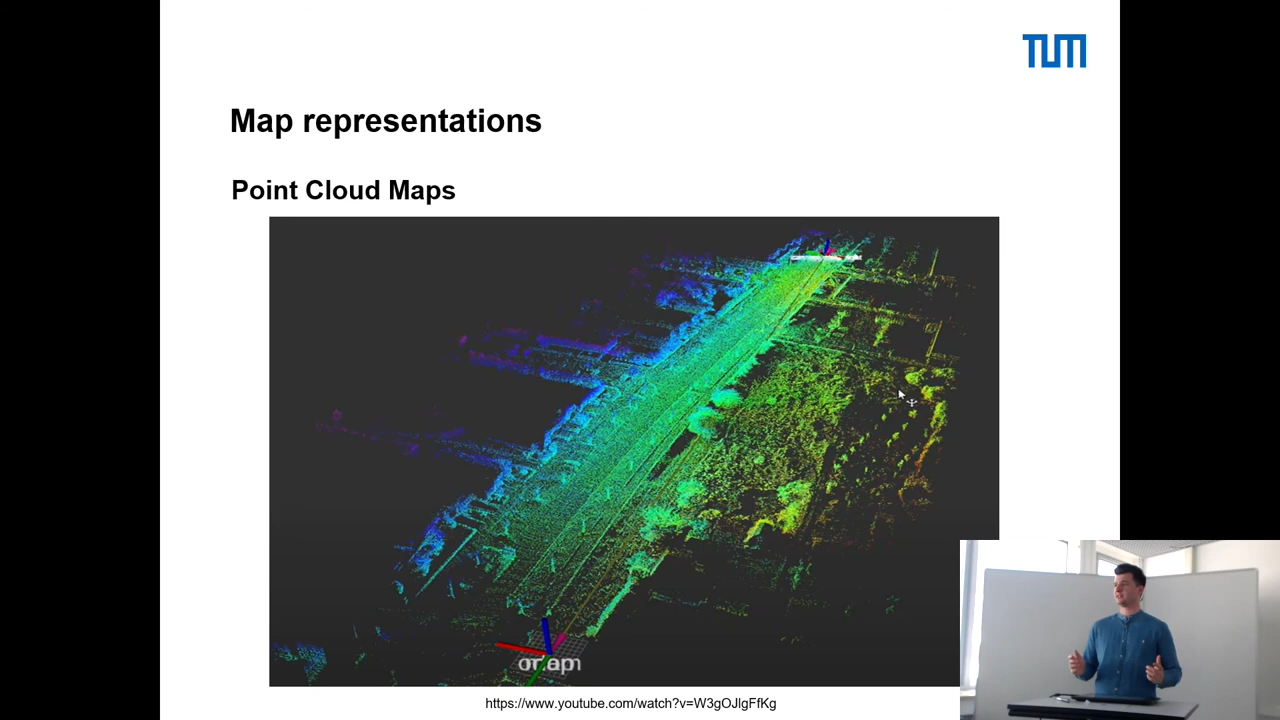 TUM
Map representations
Point Cloud Maps
https://www.youtube.com/watch?v=W3gOJlgFfKg